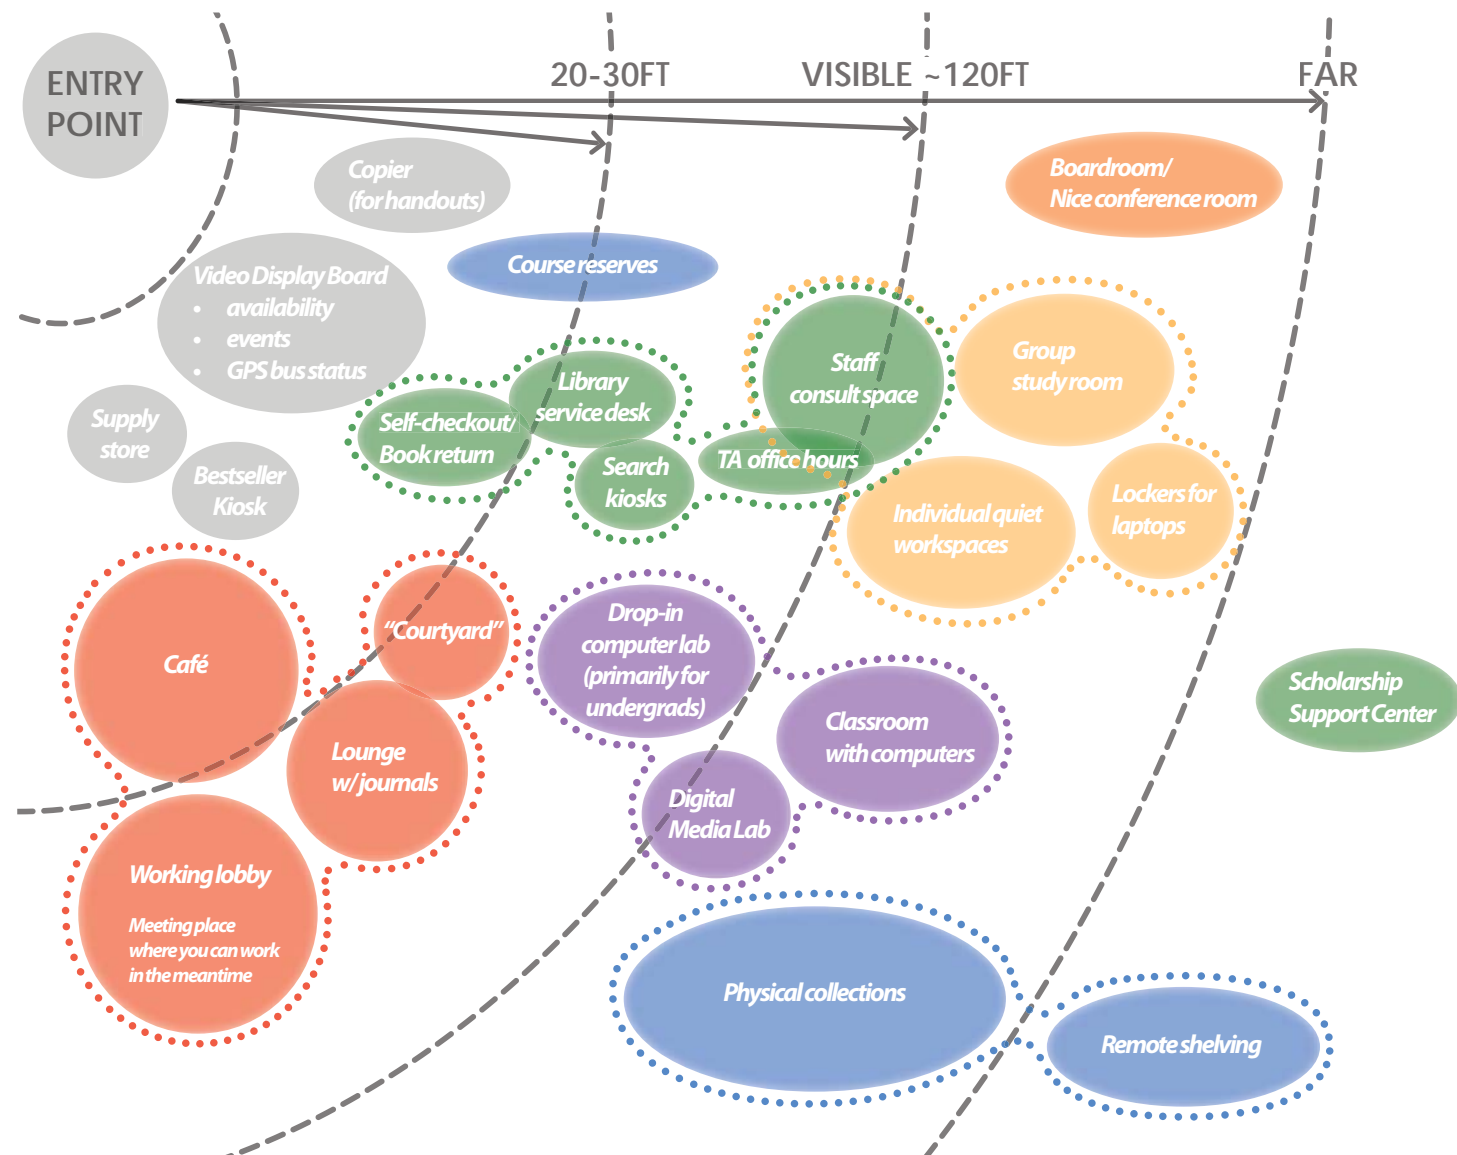 ENTRY
POINT
20-30FT
VISIBLE ~120FT
FAR
Copier
(for handouts)
Boardroom/
Nice conference room
Course reserves
Video Display Board
• availability
• events
• GPS bus status
Supply
store
Bestseller
Kiosk
Self-checkout/
Book return
Library
service desk
Search
kiosks
Staff
consult space
TA office hours
Group
study room
Individual quiet
workspaces
Lockers for
laptops
Café
“Courtyard”
Lounge
w/ journals
Working lobby
Meeting place
where you can work
in the meantime
Drop-in
computer lab
(primarily for
undergrads)
Classroom
with computers
Digital
Media Lab
Scholarship
Support Center
Physical collections
Remote shelving